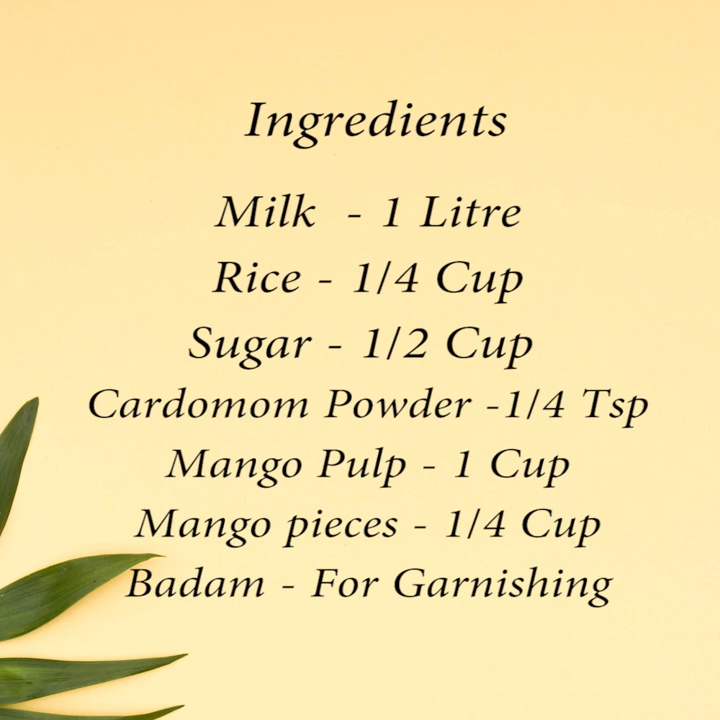 Ingredients
Milk - 1 Litre
Rice - 1/4 Cup
Sugar - 1/2 Cup
Cardomom Powder -1/4 Tsp
Mango Pulp - 1 Cup
Mango pieces - 1/4 Cup
Badam - For Garnishing